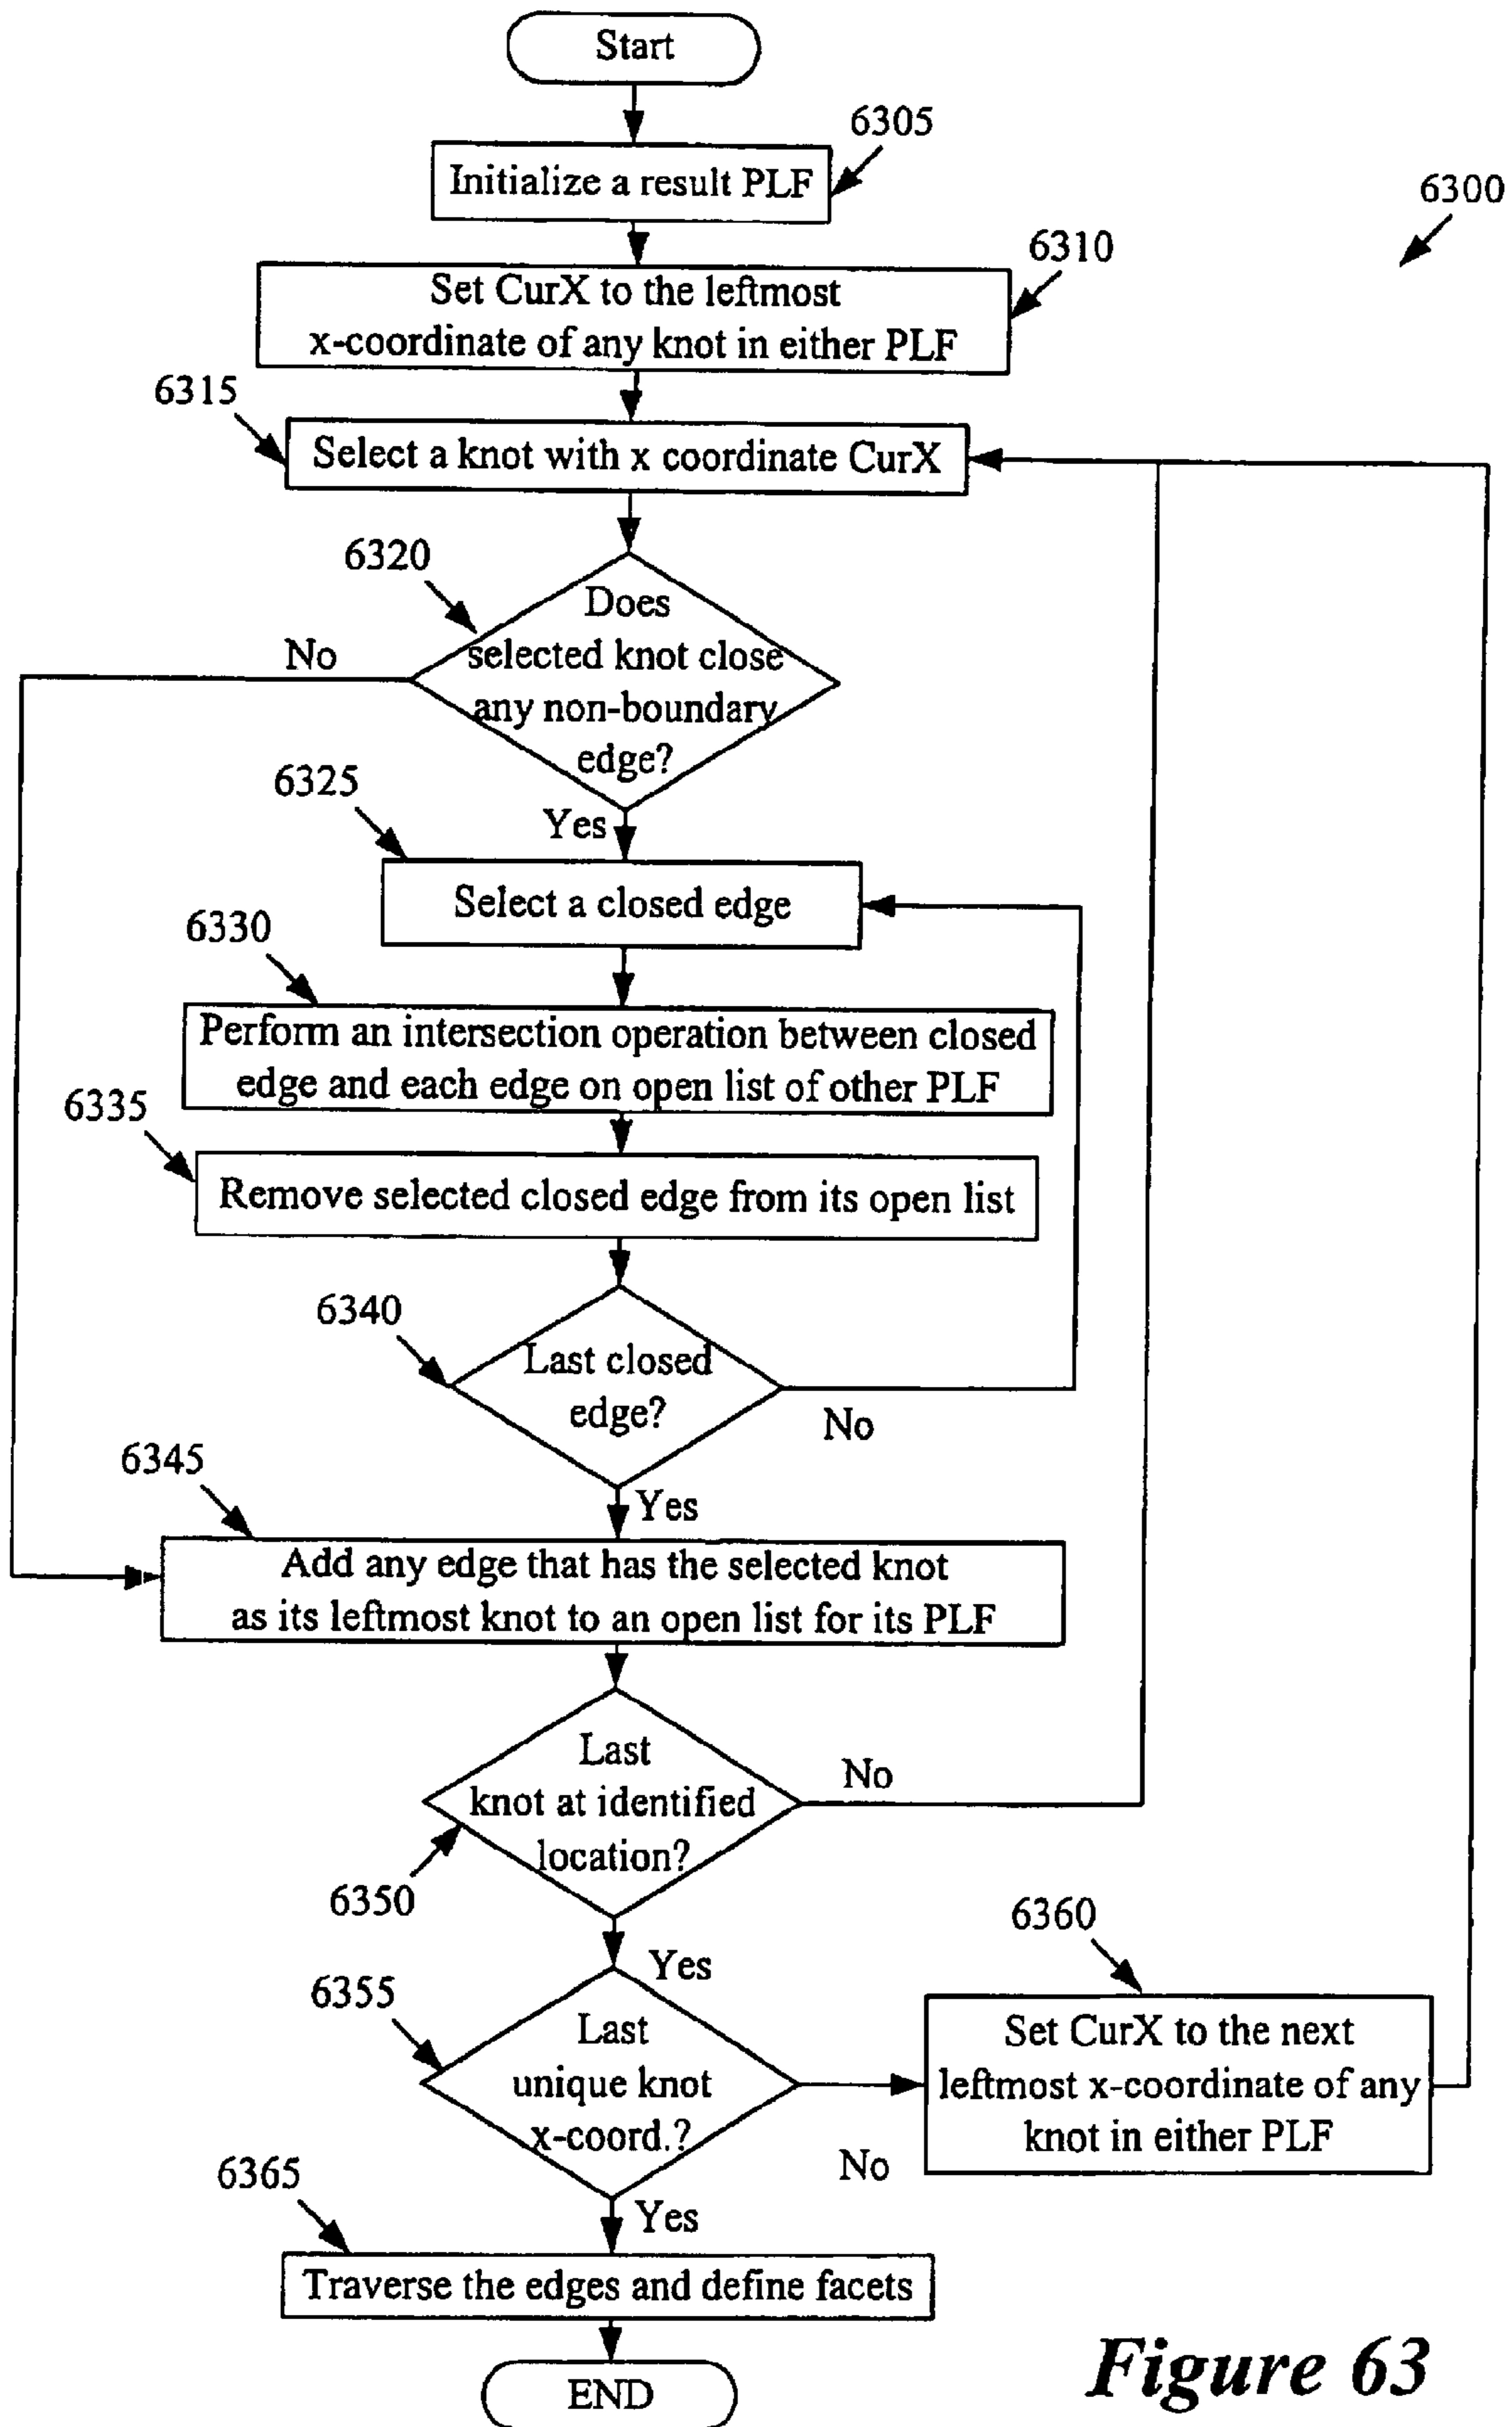 Start
6305
Initialize a result PLF
6300
6310
Set CurX to the leftmost
x-coordinate of any knot in either PLF
6315
Select a knot with x coordinate CurX
6320
Does
selected knot close
any non-boundary
edge?
No
Yes
6325
Select a closed edge
6330
Perform an intersection operation between closed
edge and each edge on open list of other PLF
6335
Remove selected closed edge from its open list
6340
Last closed
edge?
No
Yes
6345
Add any edge that has the selected knot
as its leftmost knot to an open list for its PLF
Last
knot at identified
location?
No
6350
Yes
6355
Last
unique knot
x-coord.?
No
6360
Set CurX to the next
leftmost x-coordinate of any
knot in either PLF
Yes
6365
Traverse the edges and define facets
END
Figure 63